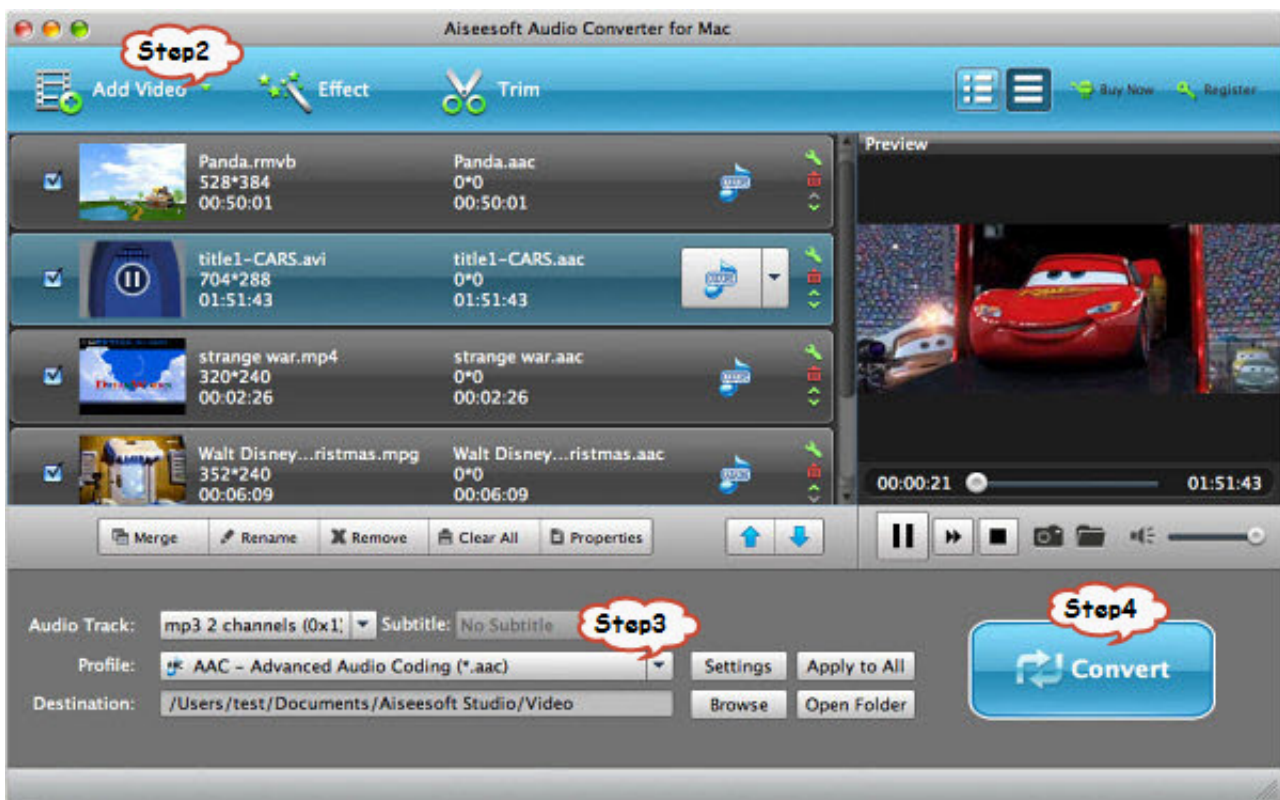 Aiseesoft Audio Converter for Mac
Step2
Add Video
Effect
Trim
Buy Now
Register
Panda.rmvb
528*384
00:50:01
Panda.aac
0*0
00:50:01
title1-CARS.avi
704*288
01:51:43
title1-CARS.aac
0*0
01:51:43
strange war.mp4
320*240
00:02:26
strange war.aac
0*0
00:02:26
Walt Disney...ristmas.mpg
352*240
00:06:09
Walt Disney...ristmas.aac
0*0
00:06:09
Preview
00:00:21
01:51:43
Merge
Rename
Remove
Clear All
Properties
Audio Track:
mp3 2 channels (0x1
Subtitle:
No Subtitle
Step3
Profile:
AAC - Advanced Audio Coding (*.aac)
Settings
Apply to All
Destination:
/Users/test/Documents/Aiseesoft Studio/Video
Browse
Open Folder
Step4
Convert